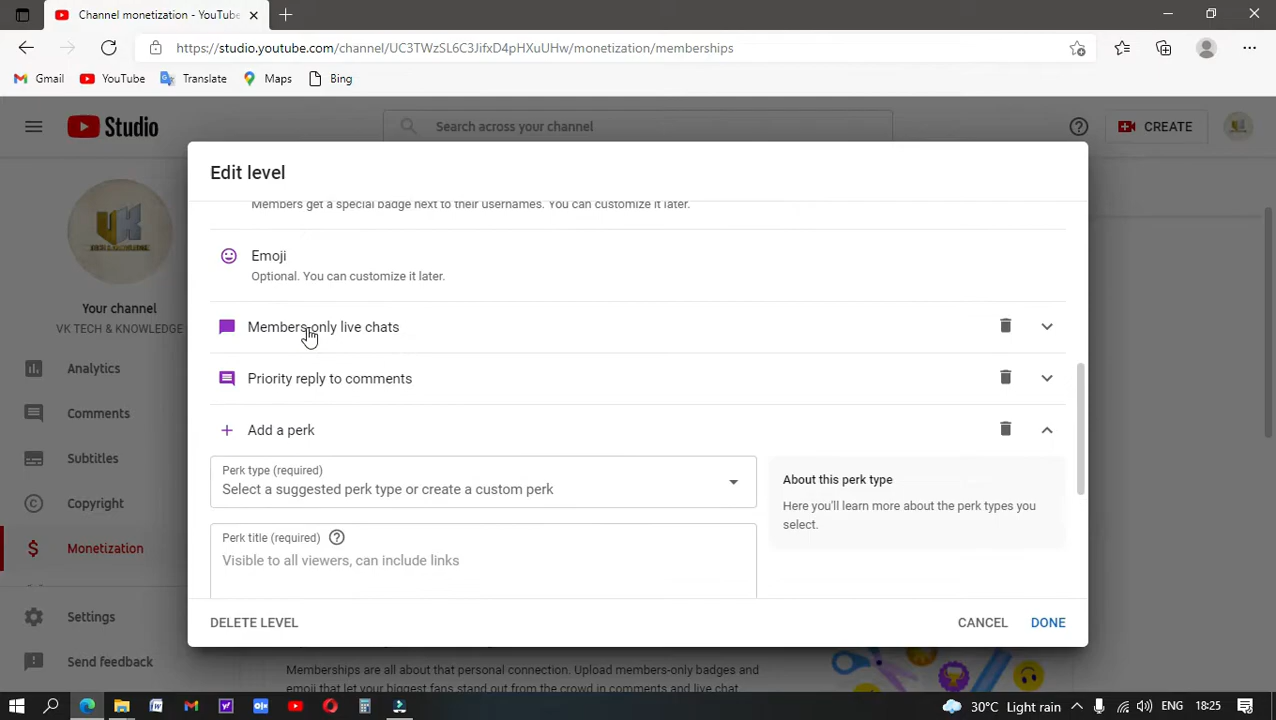 Channel monetization - YouTube
https://studio.youtube.com/channel/UC3TWzSL6C3JifxD4pHXuUHw/monetization/memberships
Gmail YouTube Translate Maps Bing
Studio
Search across your channel
CREATE
Edit level
Members get a special badge next to their usernames. You can customize it later.
Emoji
Optional. You can customize it later.
Members-only live chats
Priority reply to comments
Add a perk
Perk type (required)
Select a suggested perk type or create a custom perk
About this perk type
Here you'll learn more about the perk types you
select.
Perk title (required)
Visible to all viewers, can include links
DELETE LEVEL CANCEL DONE
Your channel
VK TECH & KNOWLEDGE
Analytics
Comments
Subtitles
Copyright
Monetization
Settings
Send feedback
Memberships are all about that personal connection. Upload members-only badges and
emoji that let your biggest fans stand out from the crowd in comments and live chat
30°C Light rain ENG 18:25